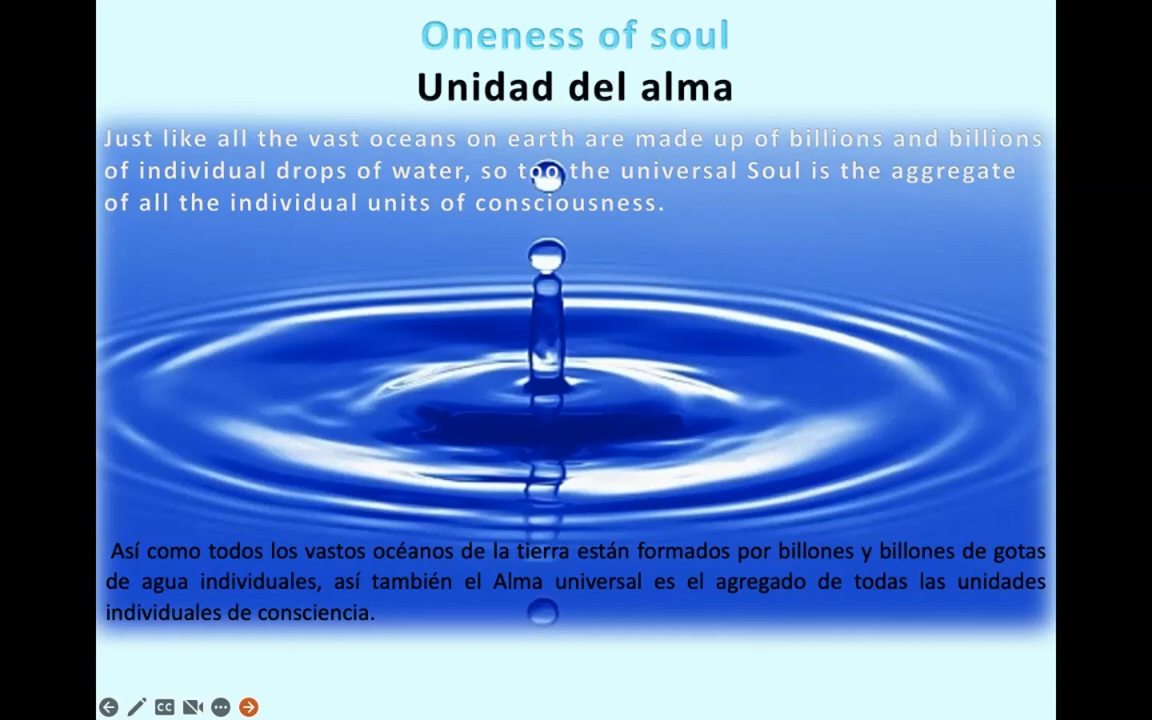 Oneness of soul
Unidad del alma
Just like all the vast oceans on earth are made up of billions and billions
of individual drops of water, so too the universal Soul is the aggregate
of all the individual units of consciousness.
Así como todos los vastos océanos de la tierra están formados por billones y billones de gotas
de agua individuales, así también el Alma universal es el agregado de todas las unidades
individuales de consciencia.
CC